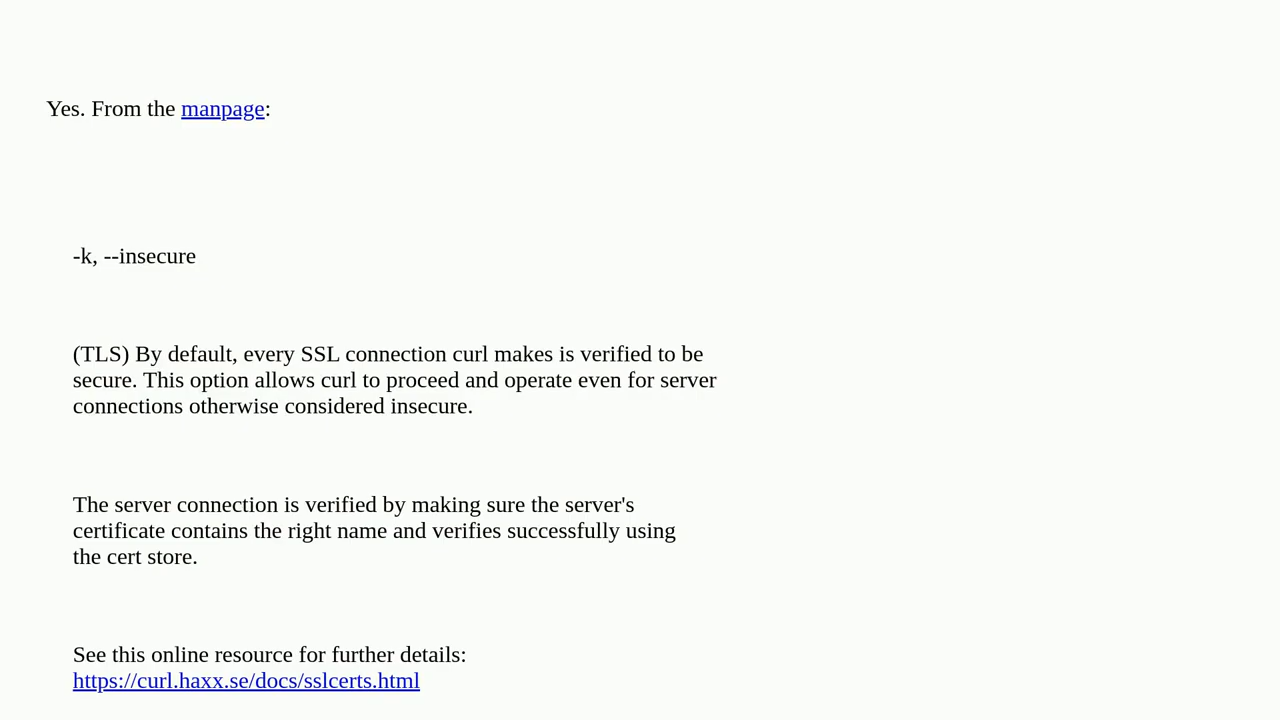 Yes. From the manpage:
-k, --insecure
(TLS) By default, every SSL connection curl makes is verified to be
secure. This option allows curl to proceed and operate even for server
connections otherwise considered insecure.
The server connection is verified by making sure the server's
certificate contains the right name and verifies successfully using
the cert store.
See this online resource for further details:
https://curl.haxx.se/docs/sslcerts.html